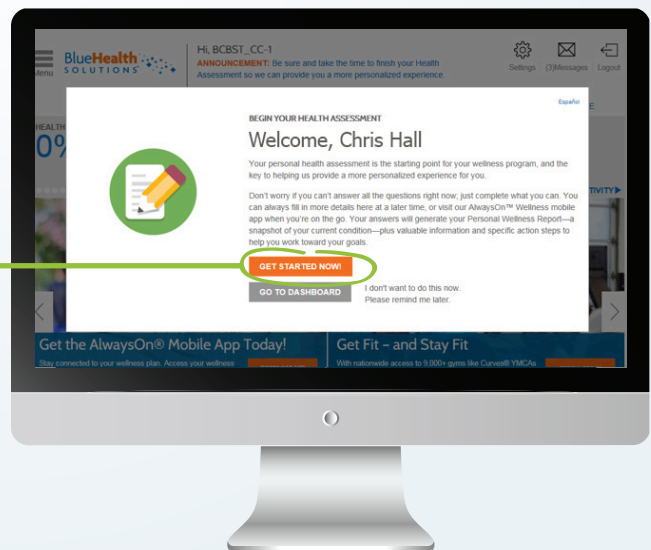 Menu
BlueHealth
SOLUTIONS
Hi, BCBST_CC-1
ANNOUNCEMENT: Be sure and take the time to finish your Health
Assessment so we can provide you a more personalized experience
Settings (3)Messages Logout
Español
BEGIN YOUR HEALTH ASSESSMENT
Welcome, Chris Hall
Your personal health assessment is the starting point for your wellness program, and the
key to helping us provide a more personalized experience for you.
Don't worry if you can't answer all the questions right now; just complete what you can. You
can always fill in more details here at a later time, or visit our AlwaysOn™ Wellness mobile
app when you're on the go. Your answers will generate your Personal Wellness Report—a
snapshot of your current condition—plus valuable information and specific action steps to
help you work toward your goals.
GET STARTED NOW!
GO TO DASHBOARD
I don't want to do this now.
Please remind me later.
HEALTH
0%
TIVITY
Get the AlwaysOn® Mobile App Today!
Stay connected to your wellness plan. Access your wellness
Get Fit – and Stay Fit
With nationwide access to 9,000+ gyms like Curves® YMCAs